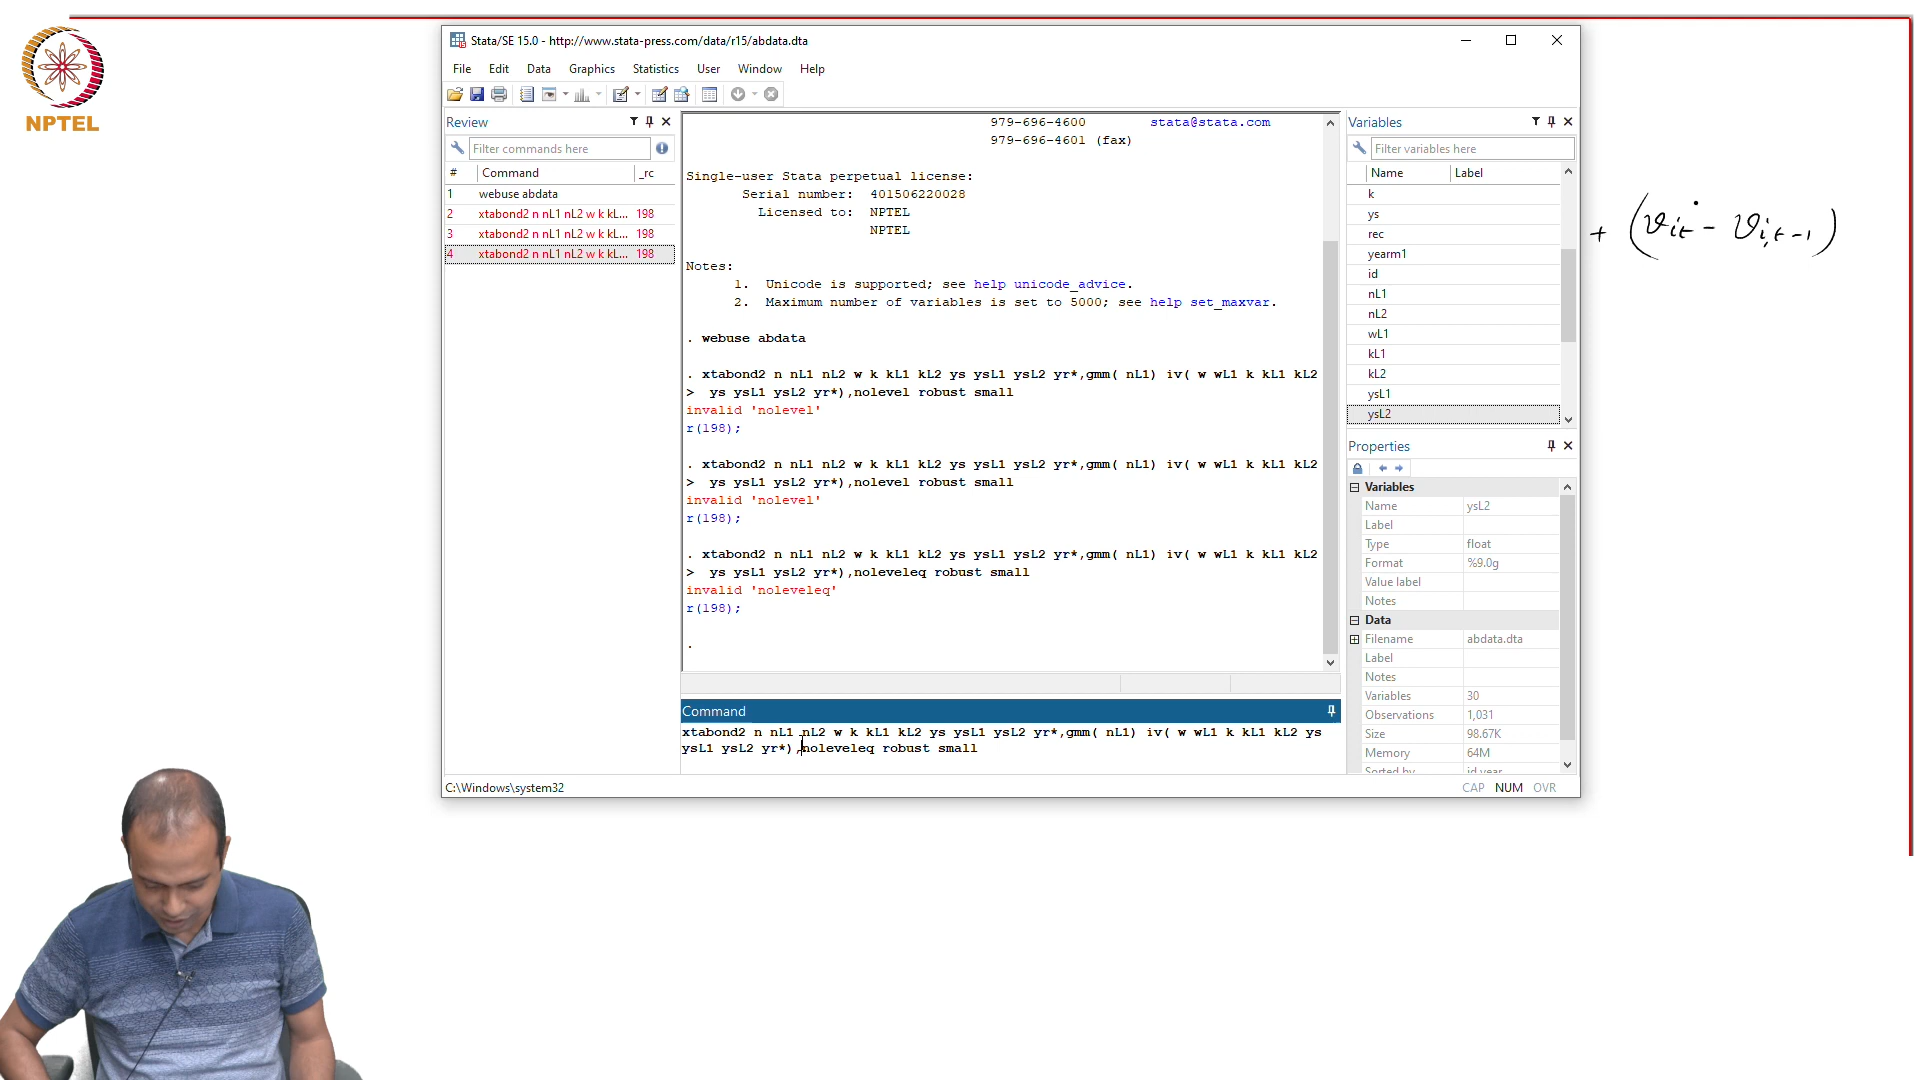 NPTEL
Stata/SE 15.0 - http://www.stata-press.com/data/r15/abdata.dta
File Edit Data Graphics Statistics User Window Help
Review
Filter commands here
# Command _rc
1 webuse abdata
2 xtabond2 n nL1 nL2 w k kL... 198
3 xtabond2 n nL1 nL2 w k kL... 198
4 xtabond2 n nL1 nL2 w k kL... 198
979-696-4600 stata@stata.com
979-696-4601 (fax)
Single-user Stata perpetual license:
Serial number: 401506220028
Licensed to: NPTEL
NPTEL
Notes:
1. Unicode is supported; see help unicode_advice.
2. Maximum number of variables is set to 5000; see help set_maxvar.
. webuse abdata
. xtabond2 n nL1 nL2 w k kL1 kL2 ys ysL1 ysL2 yr*,gmm( nL1) iv( w wL1 k kL1 kL2
> ys ysL1 ysL2 yr*),nolevel robust small
invalid 'nolevel'
r(198);
. xtabond2 n nL1 nL2 w k kL1 kL2 ys ysL1 ysL2 yr*,gmm( nL1) iv( w wL1 k kL1 kL2
> ys ysL1 ysL2 yr*),nolevel robust small
invalid 'nolevel'
r(198);
. xtabond2 n nL1 nL2 w k kL1 kL2 ys ysL1 ysL2 yr*,gmm( nL1) iv( w wL1 k kL1 kL2
> ys ysL1 ysL2 yr*),noleveleq robust small
invalid 'noleveleq'
r(198);
.
Command
xtabond2 n nL1 nL2 w k kL1 kL2 ys ysL1 ysL2 yr*,gmm( nL1) iv( w wL1 k kL1 kL2 ys
ysL1 ysL2 yr*),noleveleq robust small
C:\Windows\system32
CAP NUM OVR
Variables
Filter variables here
Name Label
k
ys
rec
yearm1
id
nL1
nL2
wL1
kL1
kL2
ysL1
ysL2
Properties
Variables
Name ysL2
Label
Type float
Format %9.0g
Value label
Notes
Data
Filename abdata.dta
Label
Notes
Variables 30
Observations 1,031
Size 98.67K
Memory 64M
Sorted by id year
+ (ϑit - ϑi,t-1)